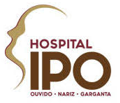 HOSPITAL
IPO
OUVIDO • NARIZ • GARGANTA